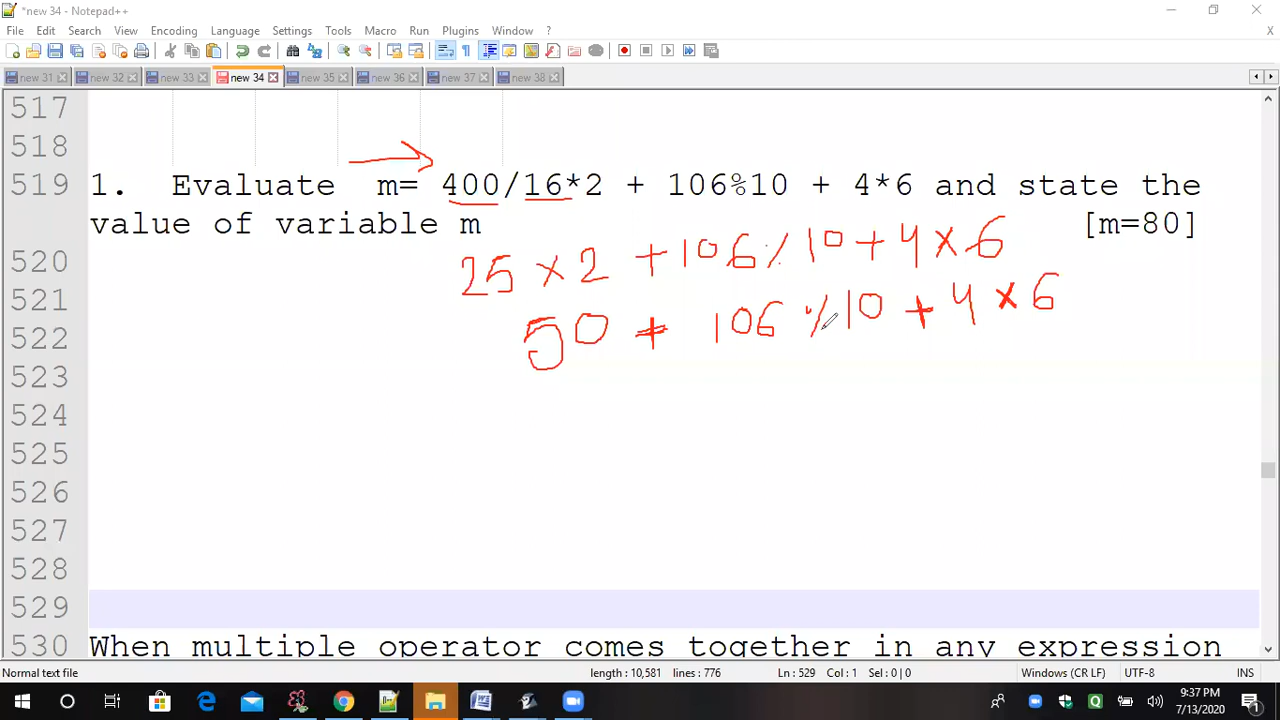 *new 34 - Notepad++
File Edit Search View Encoding Language Settings Tools Macro Run Plugins Window ? X
new 31 new 32 new 33 new 34 new 35 new 36 new 37 new 38
517
518
519 1. Evaluate m= 400/16*2 + 106%10 + 4*6 and state the
value of variable m [m=80]
520 25 × 2 + 106 % 10 + 4 × 6
521
522 50 + 106 % 10 + 4 × 6
523
524
525
526
527
528
529
530 When multiple operator comes together in any expression
Normal text file length : 10,581 lines : 776 Ln : 529 Col : 1 Sel : 0 | 0 Windows (CR LF) UTF-8 INS
9:37 PM
7/13/2020